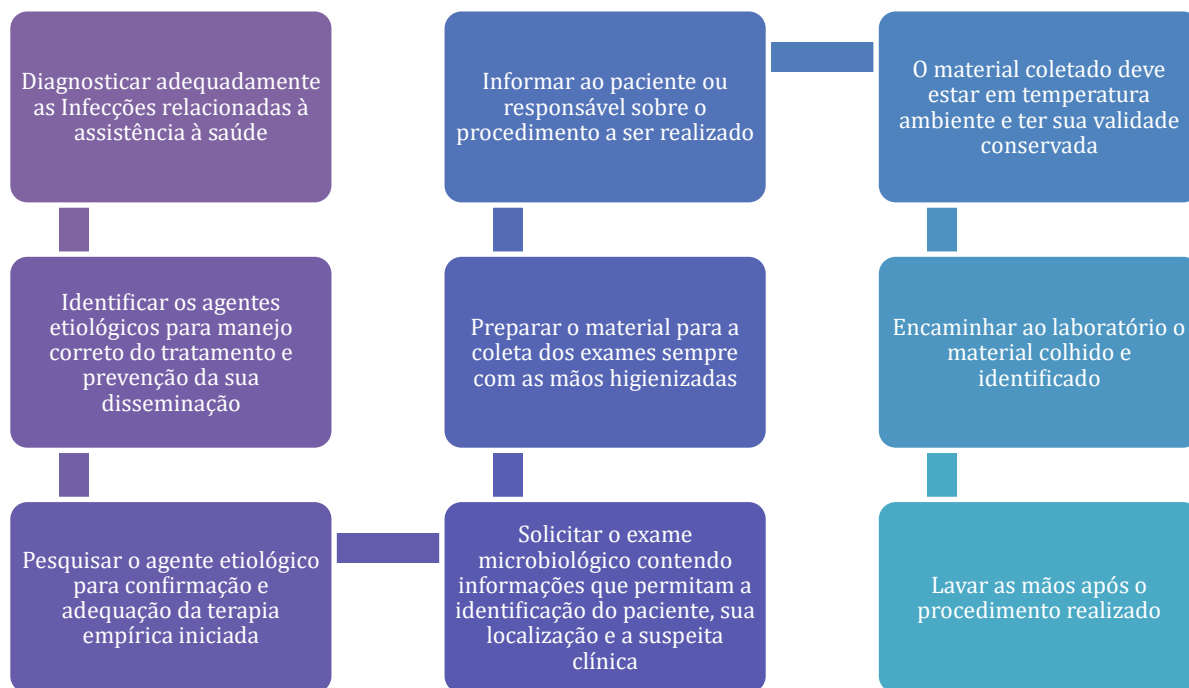 Diagnosticar adequadamente
as Infecções relacionadas à
assistência à saúde
Identificar os agentes
etiológicos para manejo
correto do tratamento e
prevenção da sua
disseminação
Pesquisar o agente etiológico
para confirmação e
adequação da terapia
empírica iniciada
Solicitar o exame
microbiológico contendo
informações que permitam a
identificação do paciente, sua
localização e a suspeita
clínica
Preparar o material para a
coleta dos exames sempre
com as mãos higienizadas
Informar ao paciente ou
responsável sobre o
procedimento a ser realizado
O material coletado deve
estar em temperatura
ambiente e ter sua validade
conservada
Encaminhar ao laboratório o
material colhido e
identificado
Lavar as mãos após o
procedimento realizado